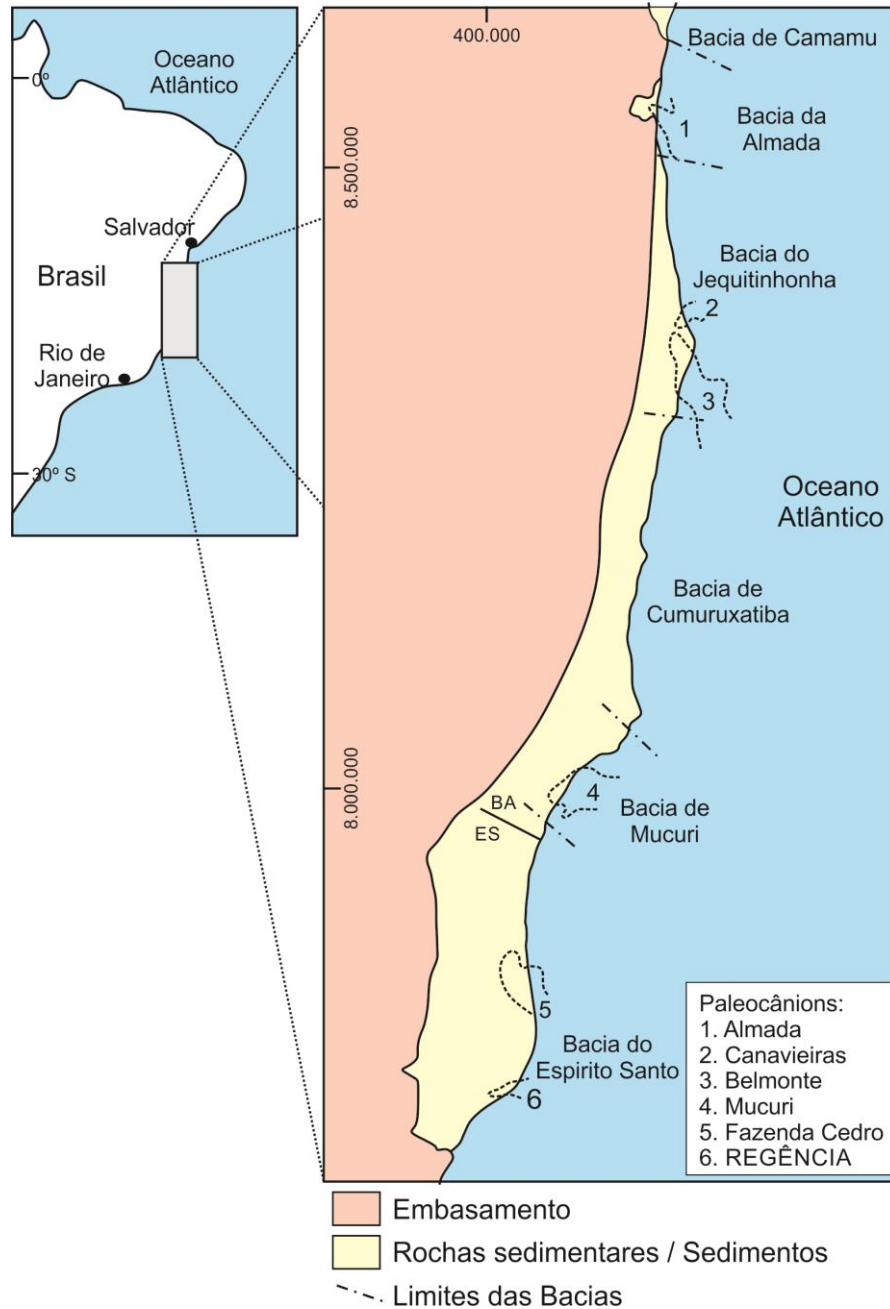 Oceano
Atlântico
0º
Salvador
Brasil
Rio de
Janeiro
30º S
400.000
8.500.000
8.000.000
Bacia de Camamu
Bacia da
Almada
1
Bacia do
Jequitinhonha
2
3
Oceano
Atlântico
Bacia de
Cumuruxatiba
4
BA
ES
Bacia de
Mucuri
5
Bacia do
Espirito Santo
6
Paleocânions:
1. Almada
2. Canavieiras
3. Belmonte
4. Mucuri
5. Fazenda Cedro
6. REGÊNCIA
Embasamento
Rochas sedimentares / Sedimentos
Limites das Bacias